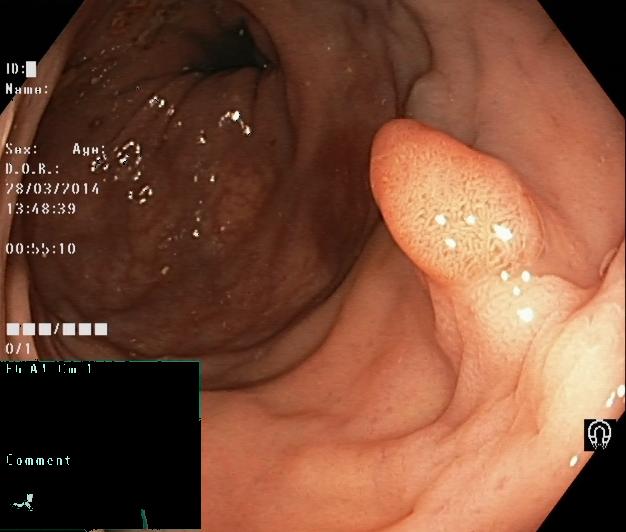 ID:
Name:
Sex: Age:
D.O.R.:
28/03/2014
13:48:39
00:55:10
■■■/■■■
0/1
Comment